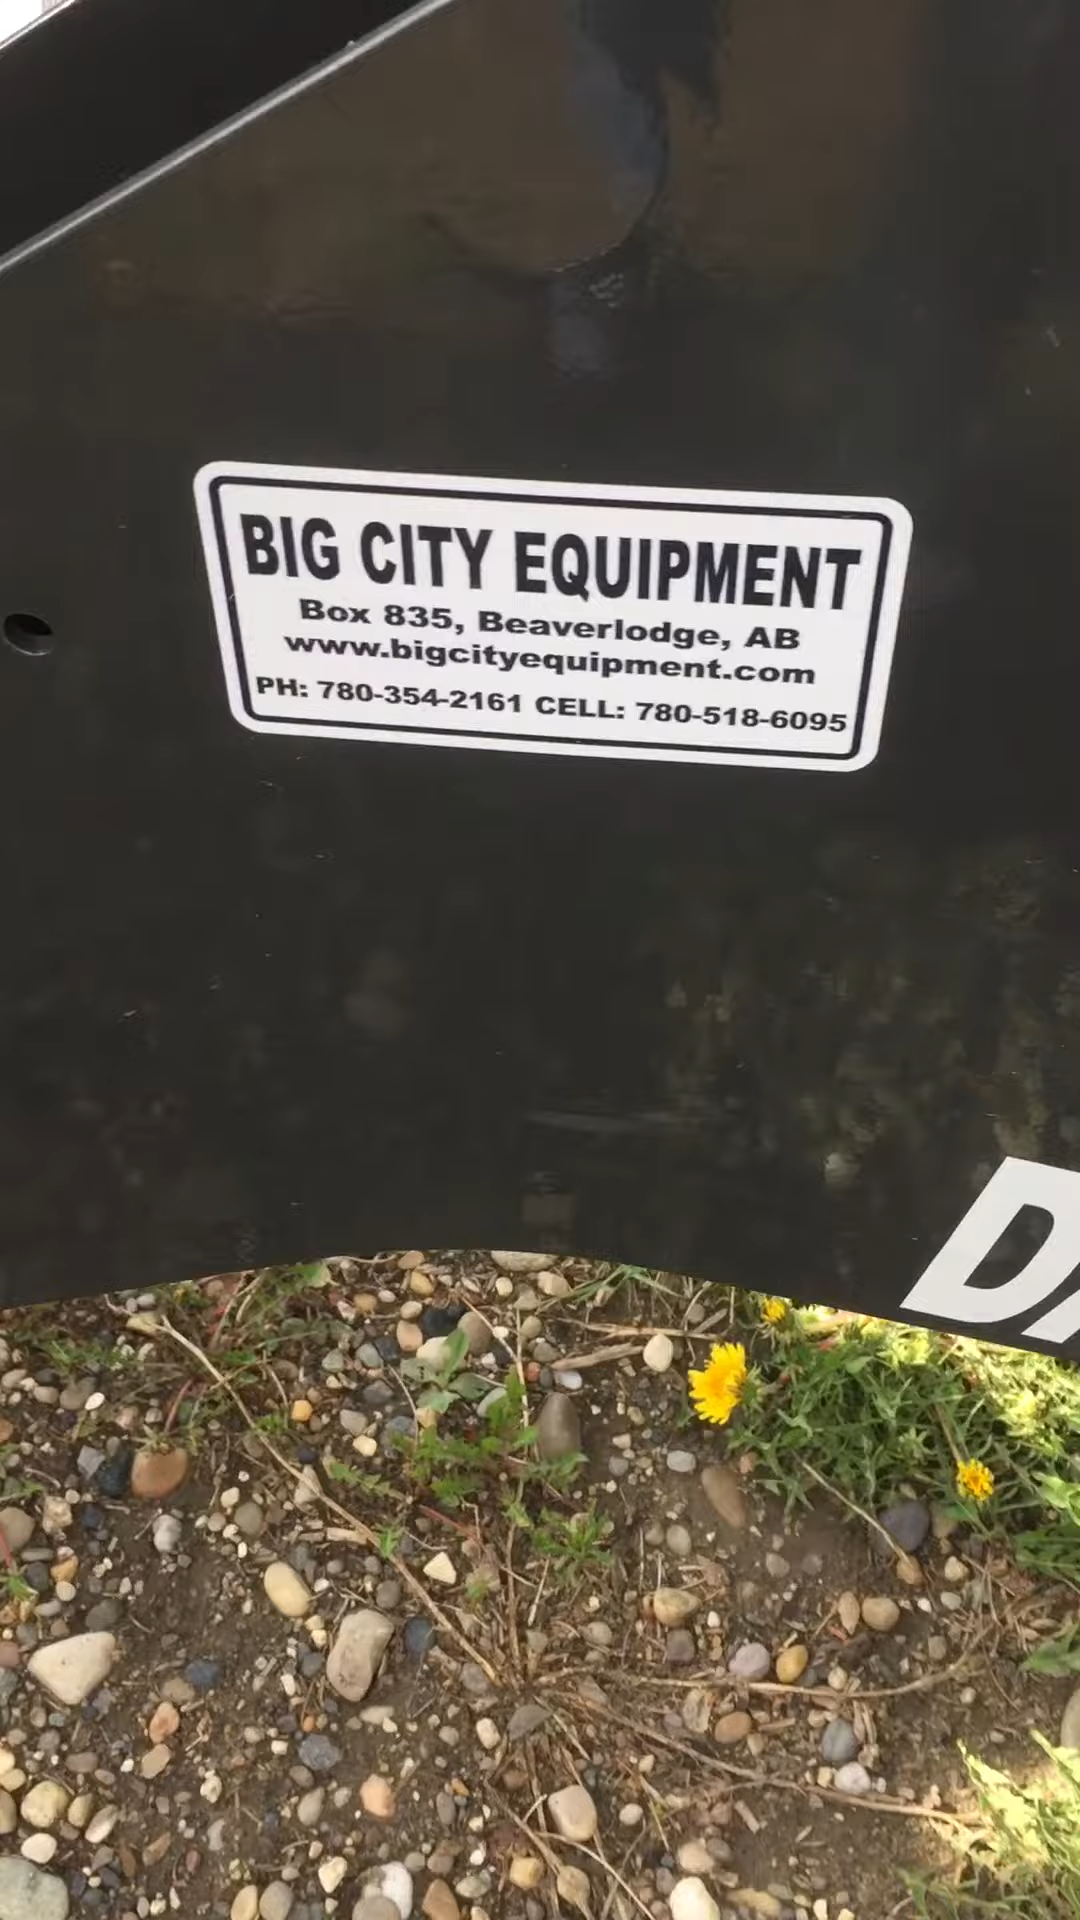 BIG CITY EQUIPMENT
Box 835, Beaverlodge, AB
www.bigcityequipment.com
PH: 780-354-2161 CELL: 780-518-6095